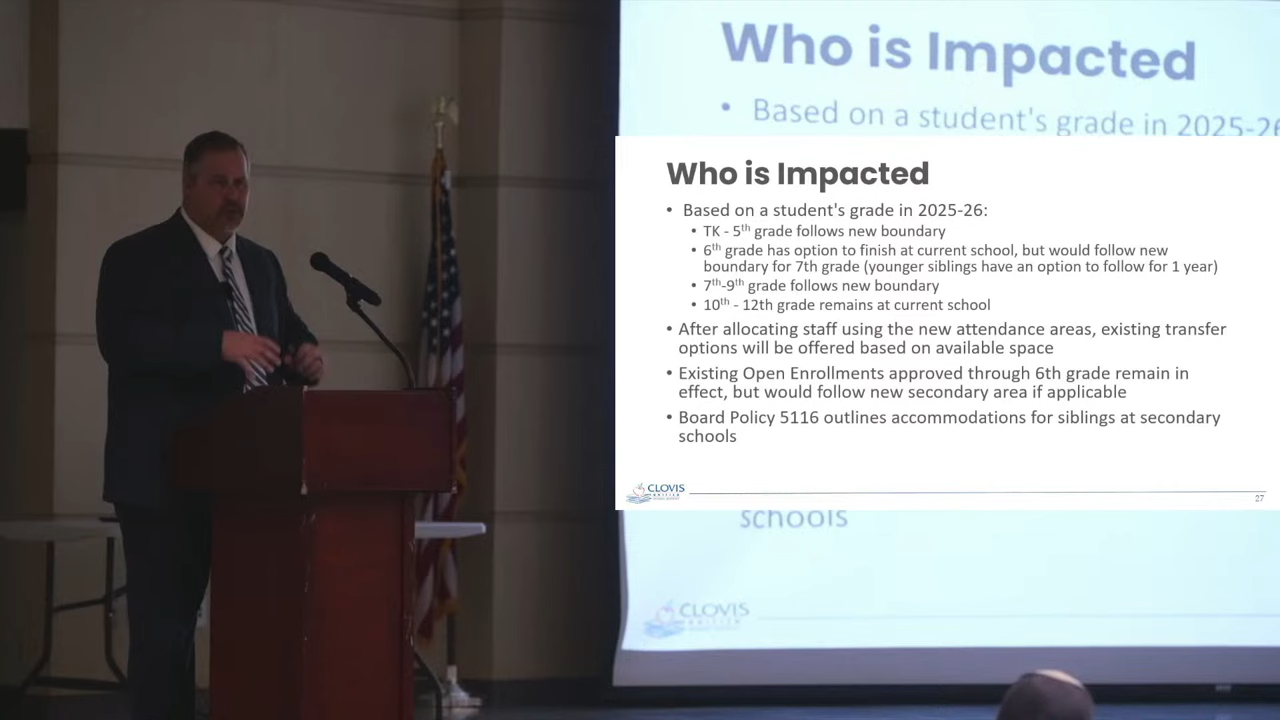 Who is Impacted
• Based on a student's grade in 2025-26
Who is Impacted
• Based on a student's grade in 2025-26:
• TK - 5th grade follows new boundary
• 6th grade has option to finish at current school, but would follow new
boundary for 7th grade (younger siblings have an option to follow for 1 year)
• 7th-9th grade follows new boundary
• 10th - 12th grade remains at current school
• After allocating staff using the new attendance areas, existing transfer
options will be offered based on available space
• Existing Open Enrollments approved through 6th grade remain in
effect, but would follow new secondary area if applicable
• Board Policy 5116 outlines accommodations for siblings at secondary
schools
CLOVIS
UNIFIED
27
schools
CLOVIS
UNIFIED